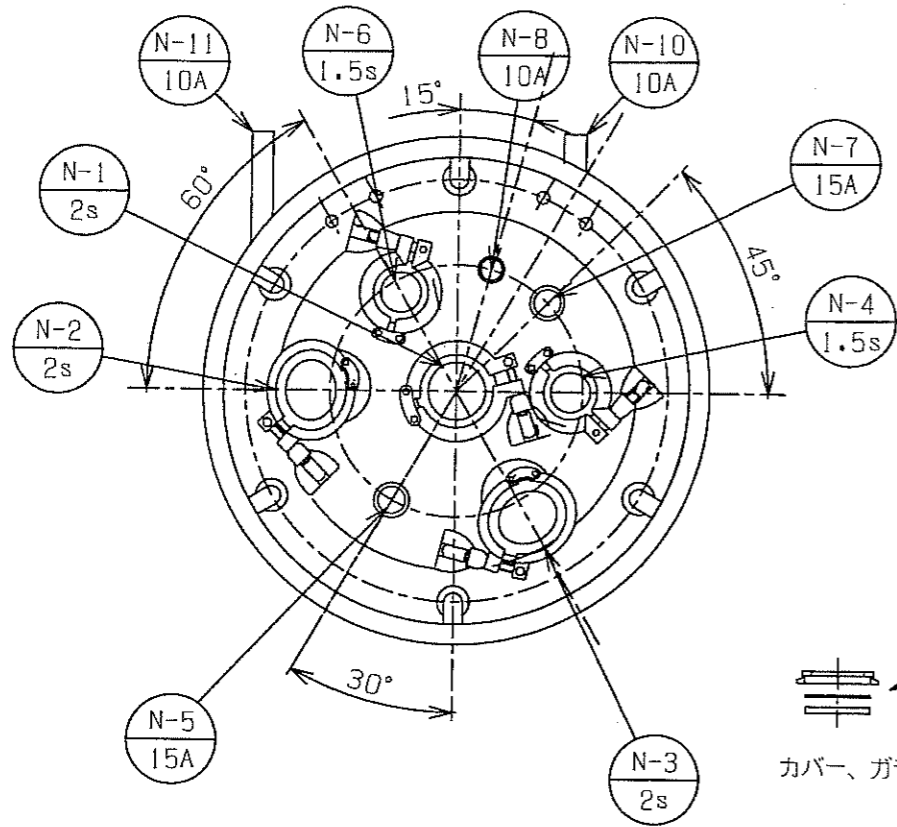 N-11
10A
N-6
1.5s
N-8
10A
N-10
10A
15°
N-7
15A
N-1
2s
60°
45°
N-4
1.5s
N-2
2s
30°
N-5
15A
N-3
2s
カバー、ガ